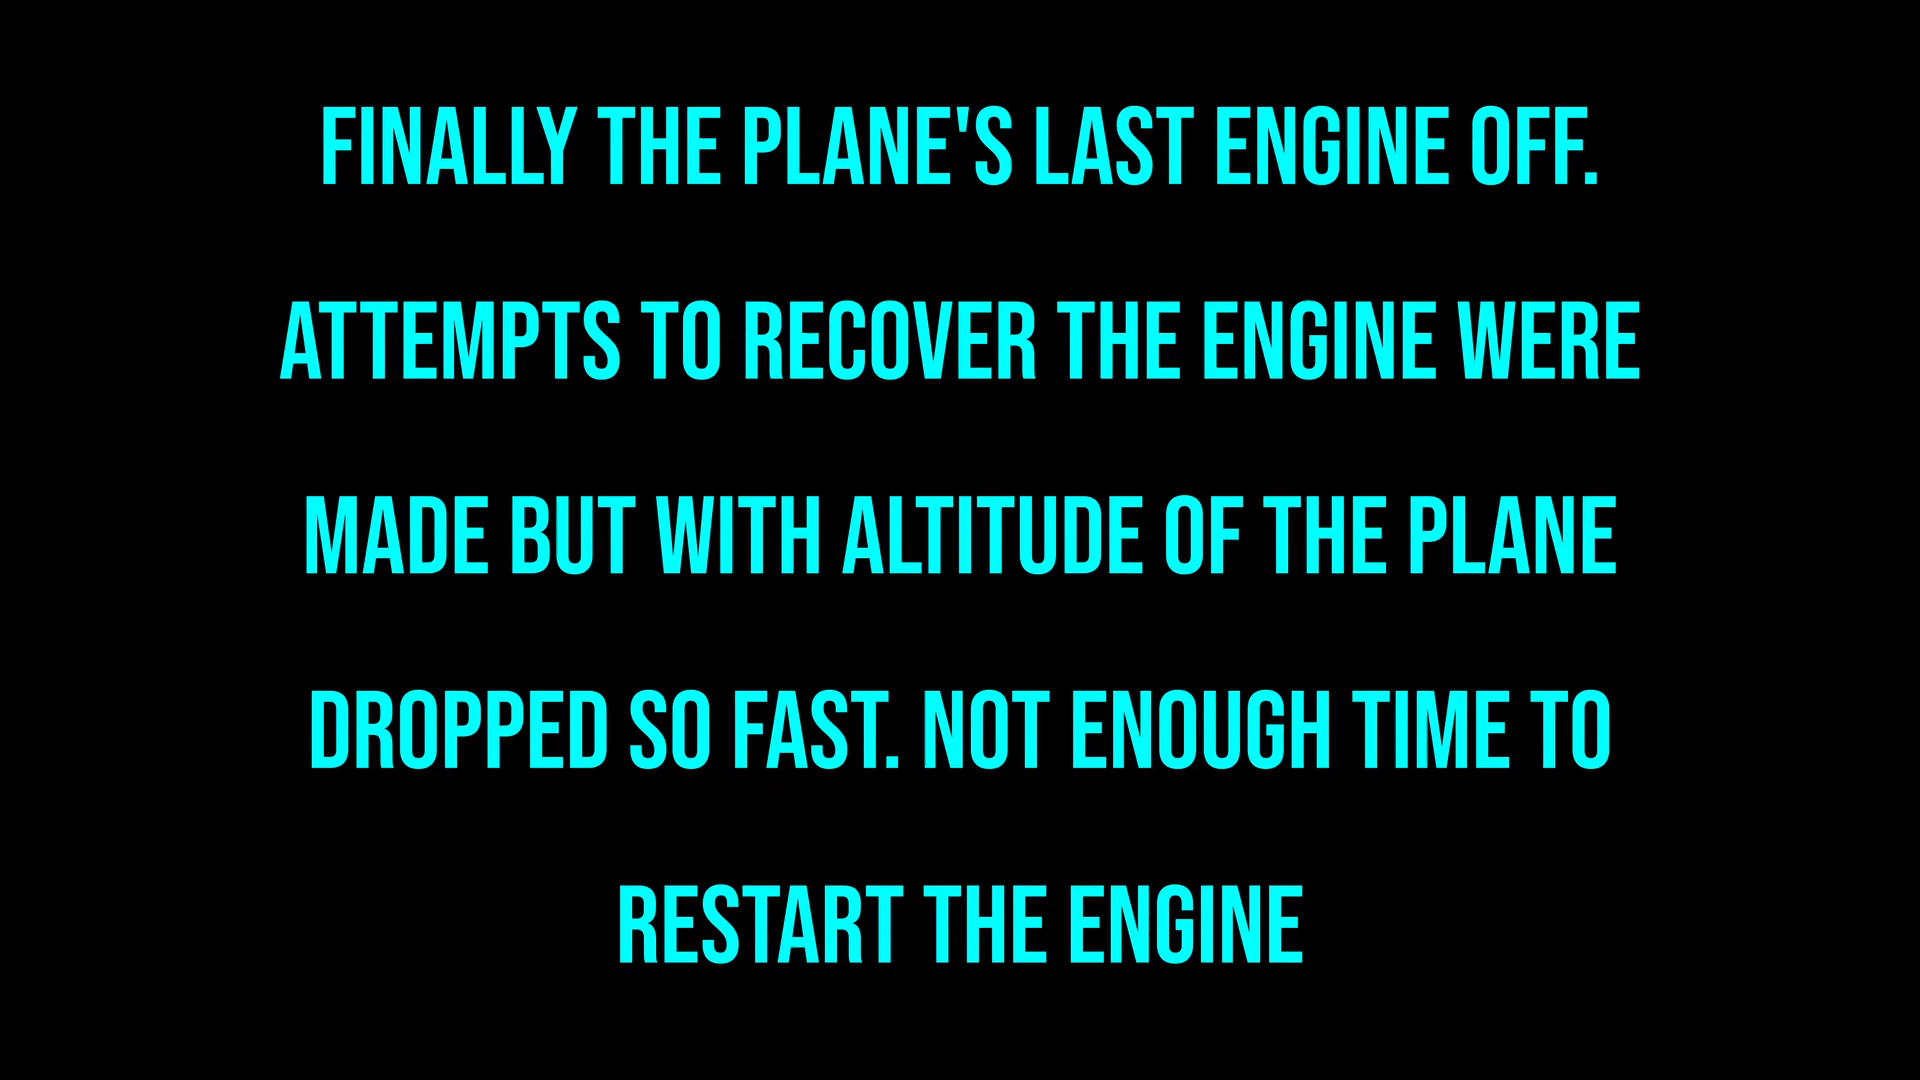 FINALLY THE PLANE'S LAST ENGINE OFF.
ATTEMPTS TO RECOVER THE ENGINE WERE
MADE BUT WITH ALTITUDE OF THE PLANE
DROPPED SO FAST. NOT ENOUGH TIME TO
RESTART THE ENGINE